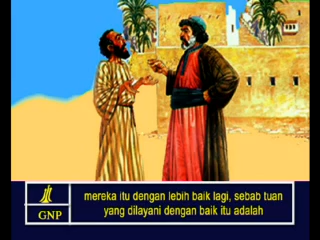 mereka itu dengan lebih baik lagi, sebab tuan
yang dilayani dengan baik itu adalah
GNP